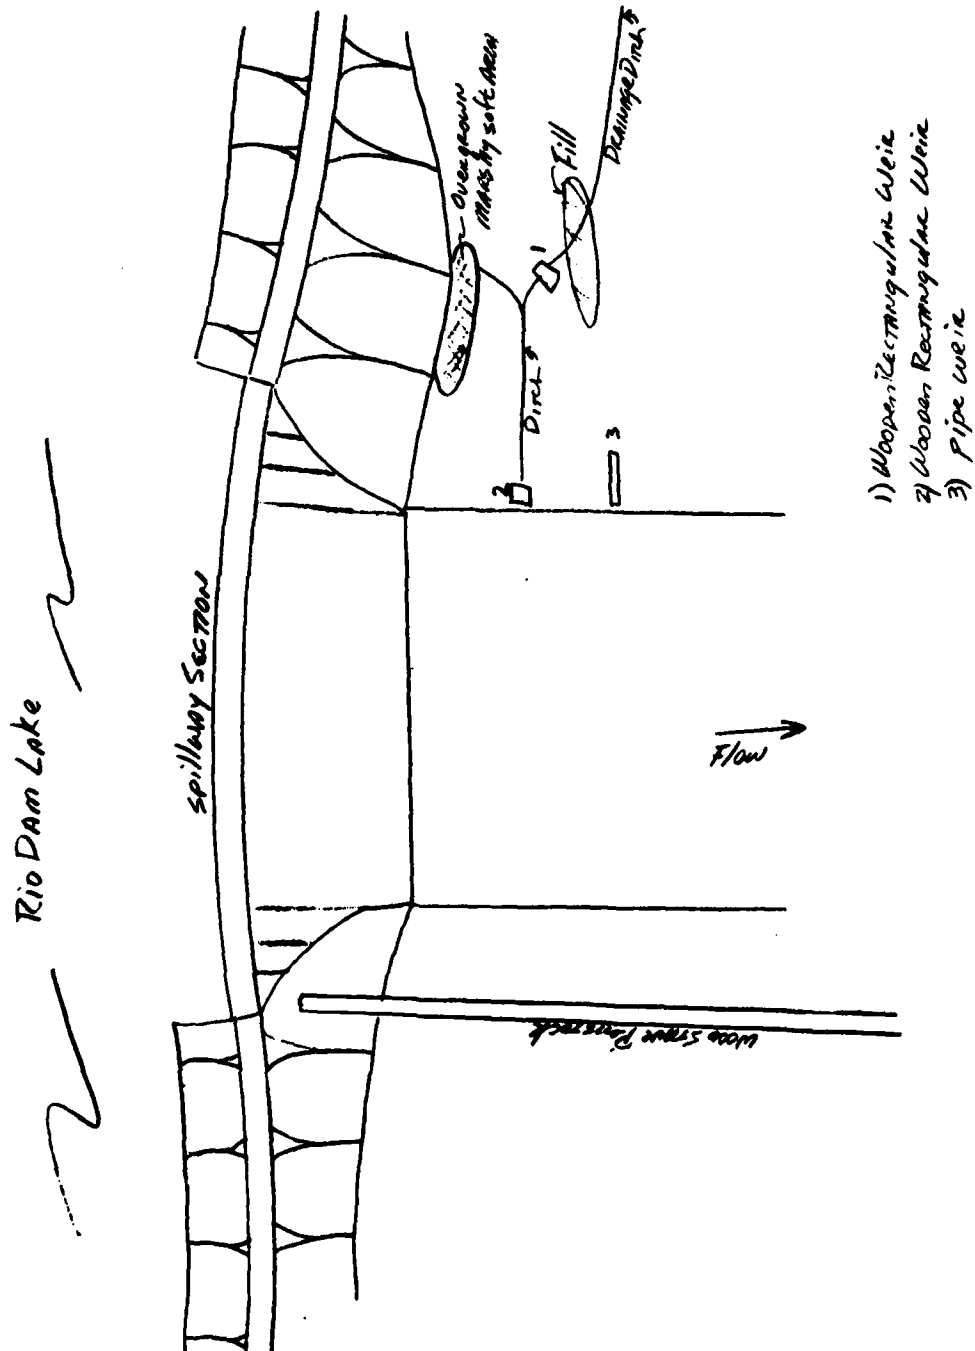 Rio DAM LAke
spillway SECTION
OVERGROWN
MARShy soft AREA
Fill
DRAINAGE Ditch
1
Ditch
2
3
Flow
Wood Stave Penstock
1) Wooden RECTANgulAR Weir
2) Wooden RectANgular Weir
3) Pipe weir